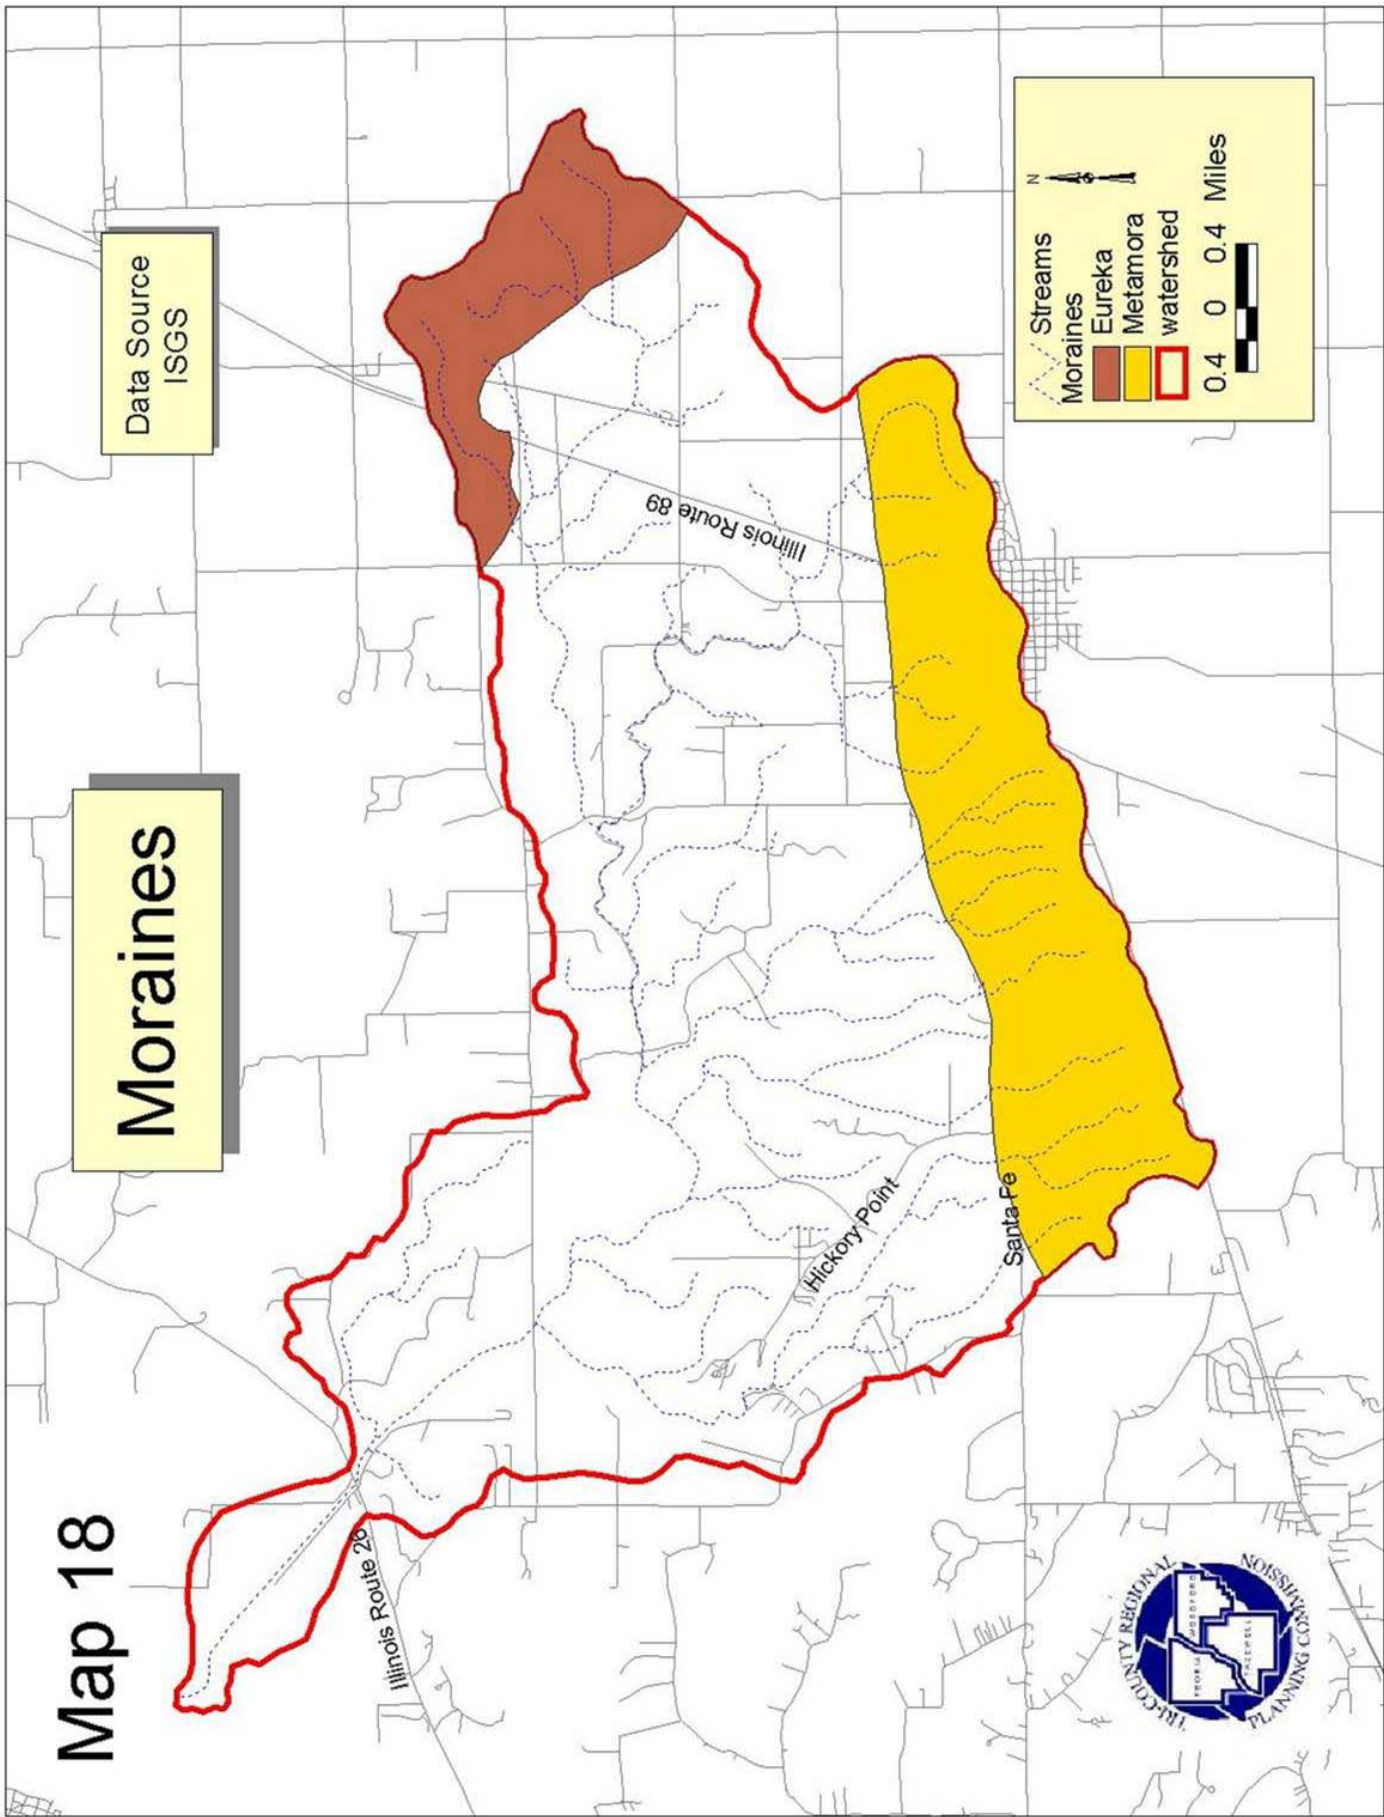 Map 18
Moraines
Data Source
ISGS
Illinois Route 26
Illinois Route 89
Hickory Point
Santa Fe
Streams
Moraines
Eureka
Metamora
watershed
N
0.4 0 0.4 Miles
TRI-COUNTY REGIONAL
PLANNING COMMISSION
PEORIA
WOODFORD
TAZEWELL